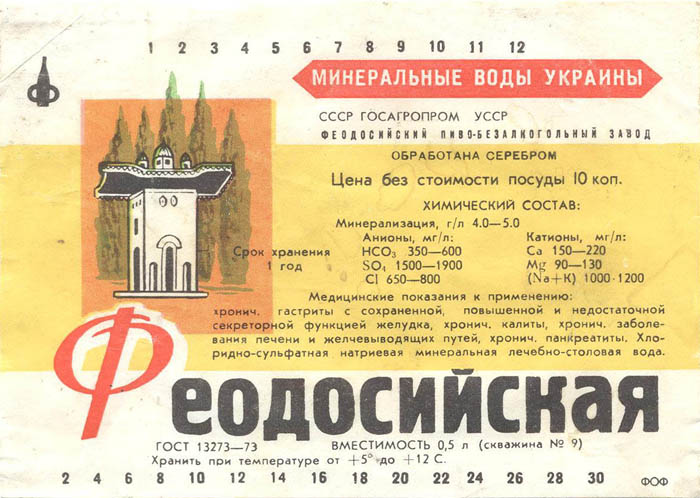 1 2 3 4 5 6 7 8 9 10 11 12
Ф
МИНЕРАЛЬНЫЕ ВОДЫ УКРАИНЫ
СССР ГОСАГРОПРОМ УССР
ФЕОДОСИЙСКИЙ ПИВО-БЕЗАЛКОГОЛЬНЫЙ ЗАВОД
ОБРАБОТАНА СЕРЕБРОМ
Цена без стоимости посуды 10 коп.
ХИМИЧЕСКИЙ СОСТАВ:
Минерализация, г/л 4.0—5.0
Анионы, мг/л: Катионы, мг/л:
HCO₃ 350—600 Ca 150—220
SO₄ 1500—1900 Mg 90—130
Cl 650—800 (Na+K) 1000-1200
Срок хранения
1 год
Медицинские показания к применению:
хронич. гастриты с сохраненной, повышенной и недостаточной
секреторной функцией желудка, хронич. калиты, хронич. заболе-
вания печени и желчевыводящих путей, хронич. панкреатиты. Хло-
ридно-сульфатная натриевая минеральная лечебно-столовая вода.
Феодосийская
ГОСТ 13273—73 ВМЕСТИМОСТЬ 0,5 л (скважина № 9)
Хранить при температуре от +5° до +12 С.
2 4 6 8 10 12 14 16 18 20 22 24 26 28 30 ФОФ